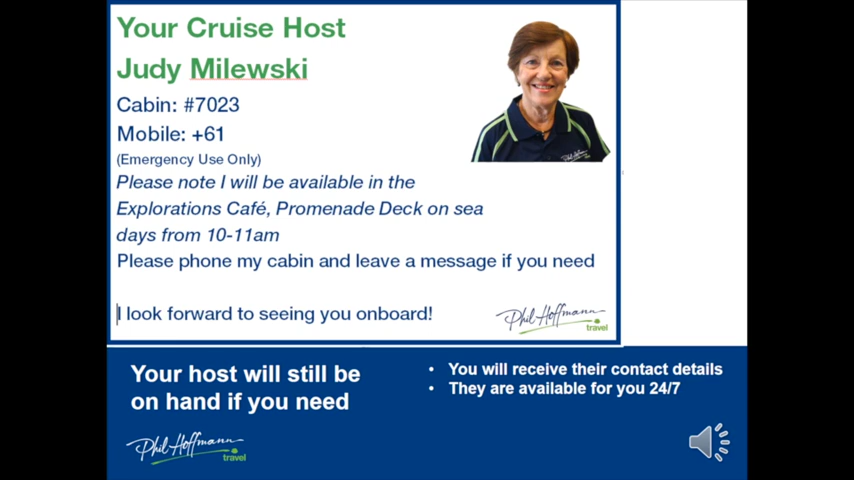 Your Cruise Host
Judy Milewski
Cabin: #7023
Mobile: +61
(Emergency Use Only)
Please note I will be available in the
Explorations Café, Promenade Deck on sea
days from 10-11am
Please phone my cabin and leave a message if you need
I look forward to seeing you onboard!
Phil Hoffmann
travel
Your host will still be
on hand if you need
• You will receive their contact details
• They are available for you 24/7
Phil Hoffmann
travel